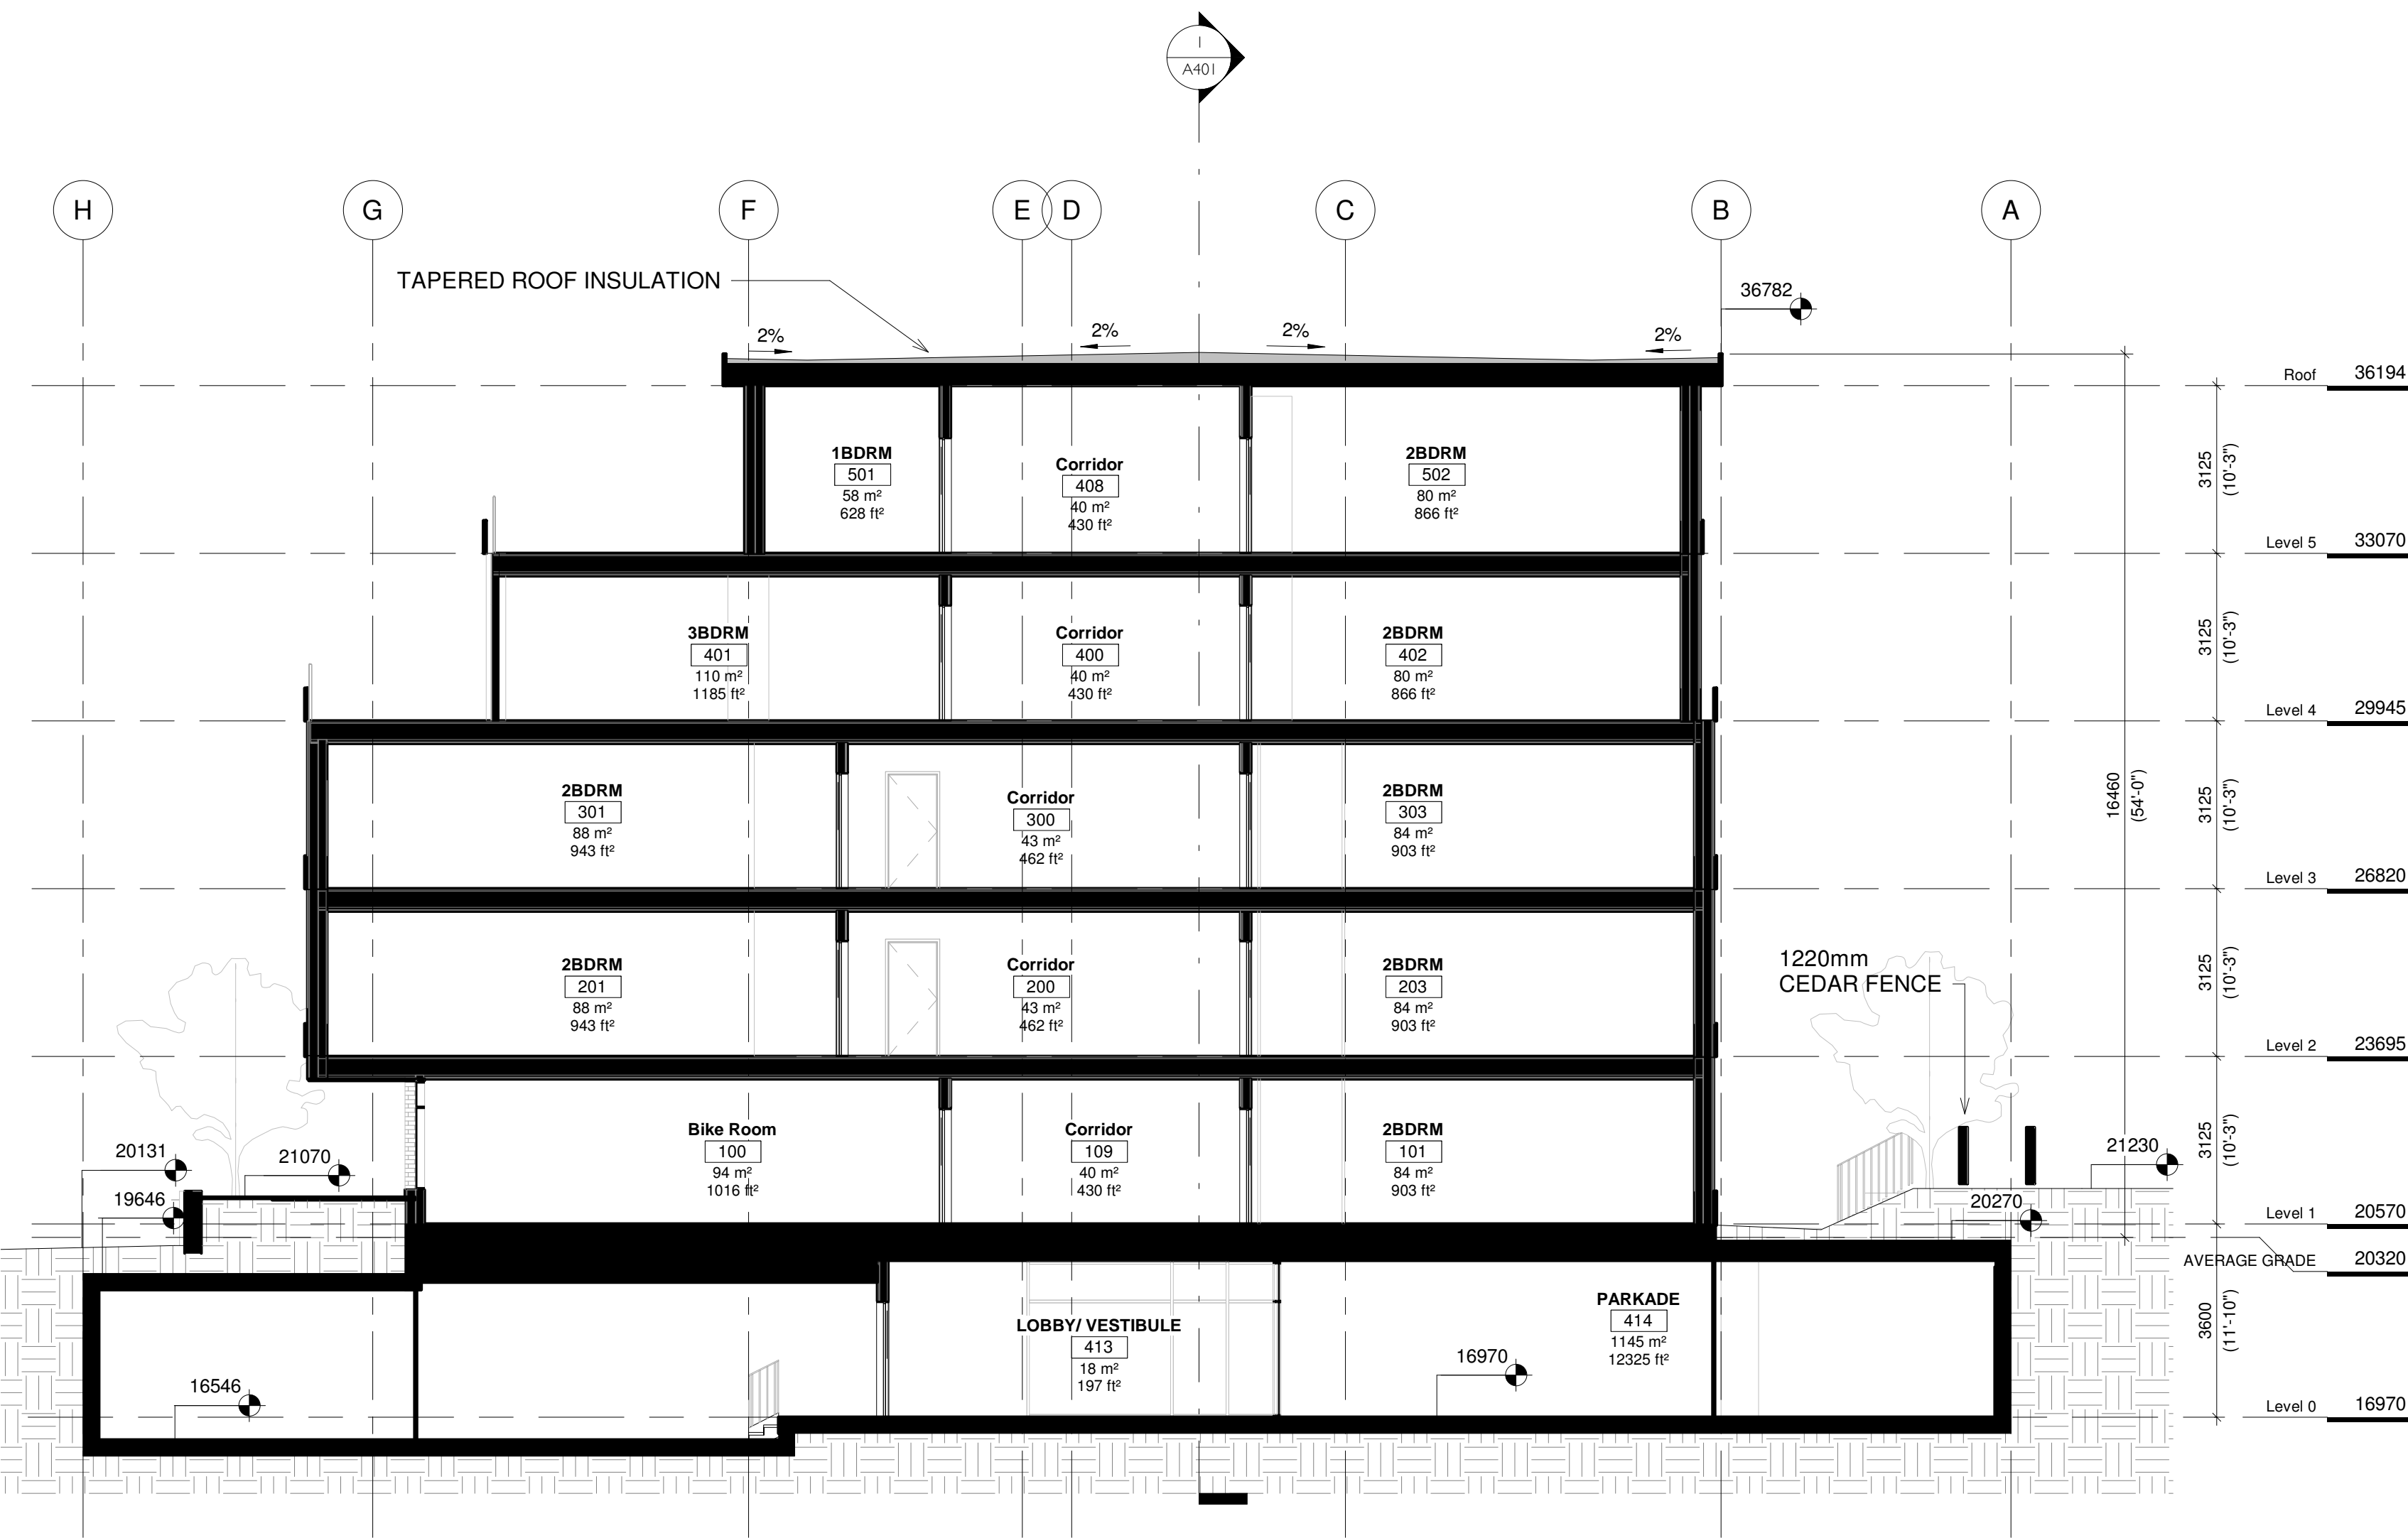 1
A401
H
G
F
E
D
C
B
A
TAPERED ROOF INSULATION
36782
2%
2%
2%
2%
Roof 36194
1BDRM
501
58 m²
628 ft²
Corridor
408
40 m²
430 ft²
2BDRM
502
80 m²
866 ft²
3125
(10'-3")
Level 5 33070
3BDRM
401
110 m²
1185 ft²
Corridor
400
40 m²
430 ft²
2BDRM
402
80 m²
866 ft²
3125
(10'-3")
Level 4 29945
2BDRM
301
88 m²
943 ft²
Corridor
300
43 m²
462 ft²
2BDRM
303
84 m²
903 ft²
16460
(54'-0")
3125
(10'-3")
Level 3 26820
2BDRM
201
88 m²
943 ft²
Corridor
200
43 m²
462 ft²
2BDRM
203
84 m²
903 ft²
1220mm
CEDAR FENCE
3125
(10'-3")
Level 2 23695
20131
21070
19646
Bike Room
100
94 m²
1016 ft²
Corridor
109
40 m²
430 ft²
2BDRM
101
84 m²
903 ft²
21230
20270
3125
(10'-3")
Level 1 20570
AVERAGE GRADE 20320
16546
LOBBY/ VESTIBULE
413
18 m²
197 ft²
16970
PARKADE
414
1145 m²
12325 ft²
3600
(11'-10")
Level 0 16970